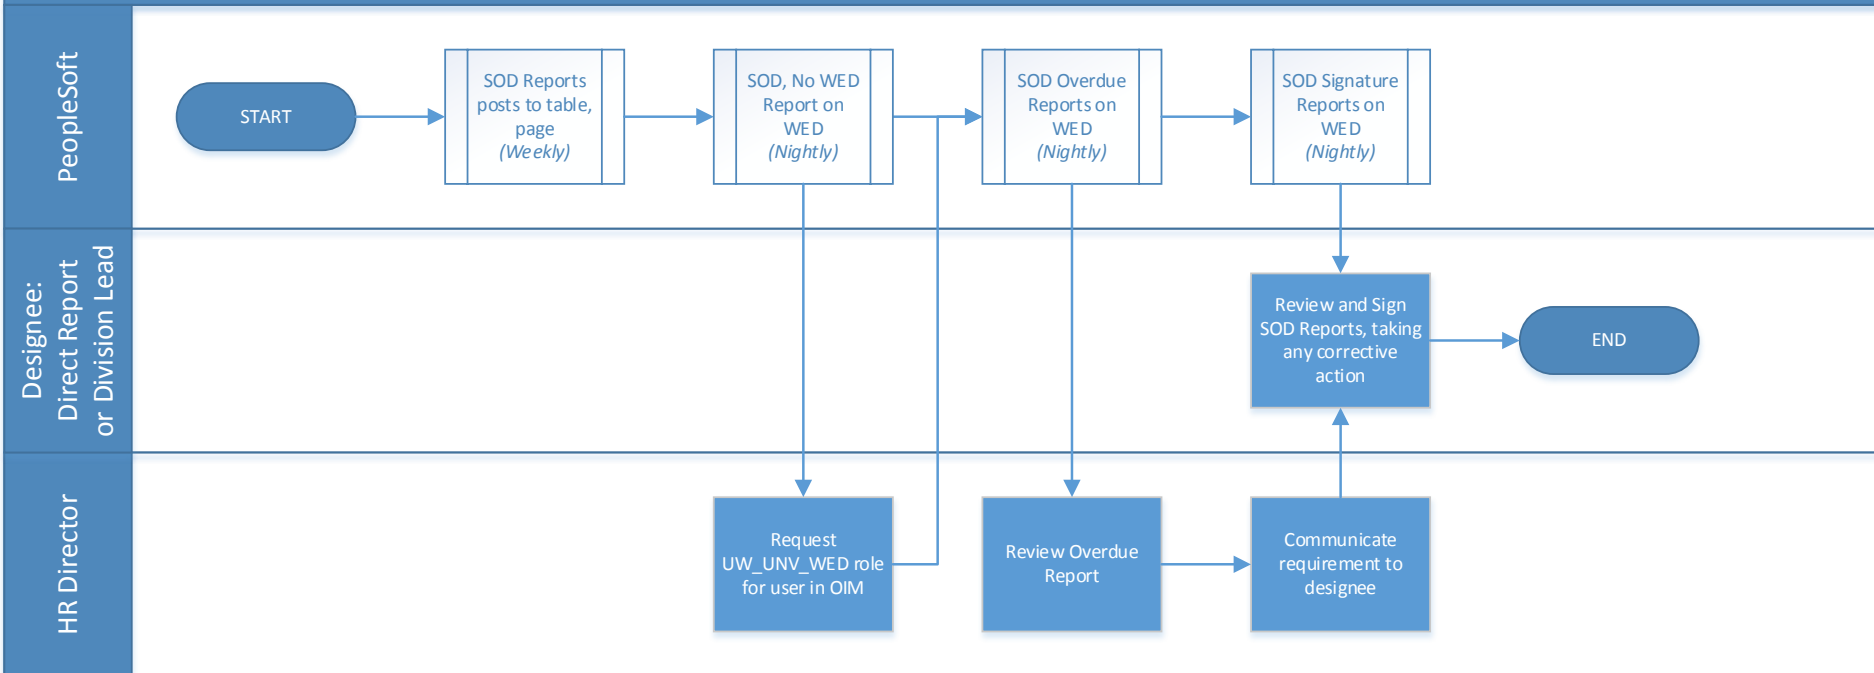 PeopleSoft
START
SOD Reports
posts to table,
page
(Weekly)
SOD, No WED
Report on
WED
(Nightly)
SOD Overdue
Reports on
WED
(Nightly)
SOD Signature
Reports on
WED
(Nightly)
Designee:
Direct Report
or Division Lead
Review and Sign
SOD Reports, taking
any corrective
action
END
HR Director
Request
UW_UNV_WED role
for user in OIM
Review Overdue
Report
Communicate
requirement to
designee